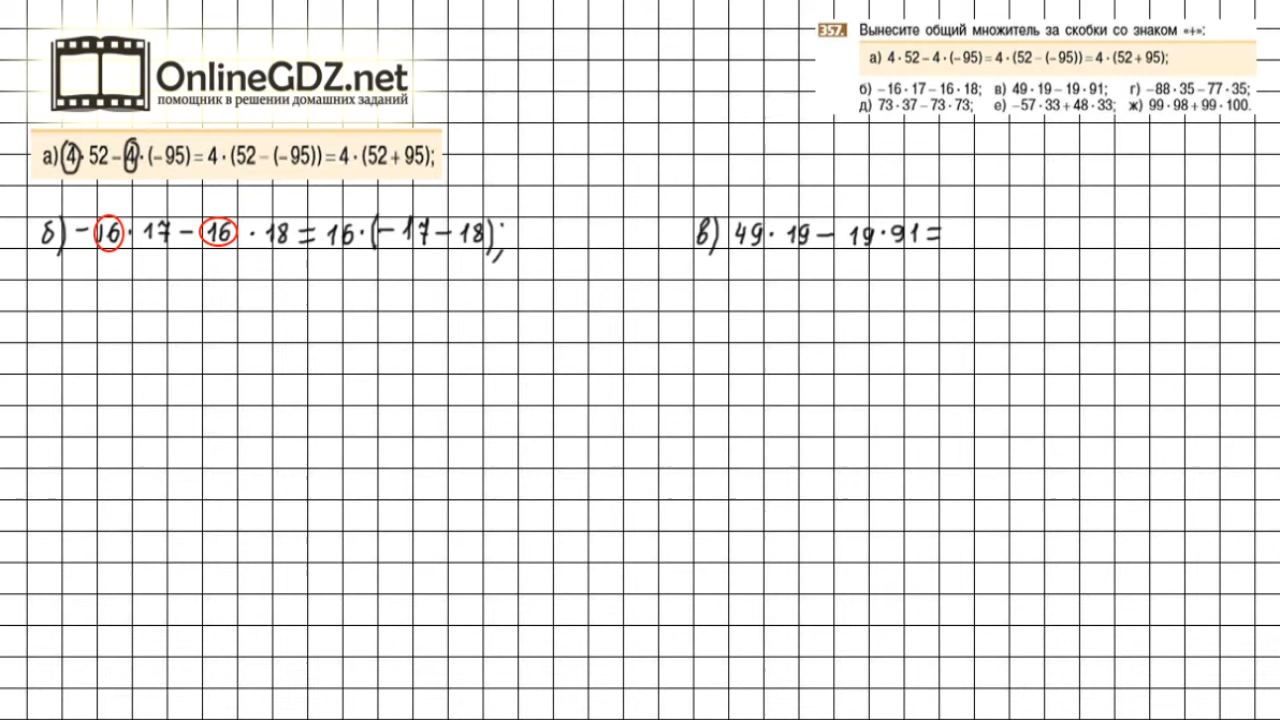 OnlineGDZ.net
помощник в решении домашних заданий
357. Вынесите общий множитель за скобки со знаком «+»:
а) 4 · 52 – 4 · (– 95) = 4 · (52 – (– 95)) = 4 · (52 + 95);
б) – 16 · 17 – 16 · 18; в) 49 · 19 – 19 · 91; г) –88 · 35 – 77 · 35;
д) 73 · 37 – 73 · 73; е) –57 · 33 + 48 · 33; ж) 99 · 98 + 99 · 100.
а) 4 · 52 – 4 · (– 95) = 4 · (52 – (– 95)) = 4 · (52 + 95);
б) – 16 · 17 – 16 · 18 = 16 · (– 17 – 18);
в) 49 · 19 – 19 · 91 =